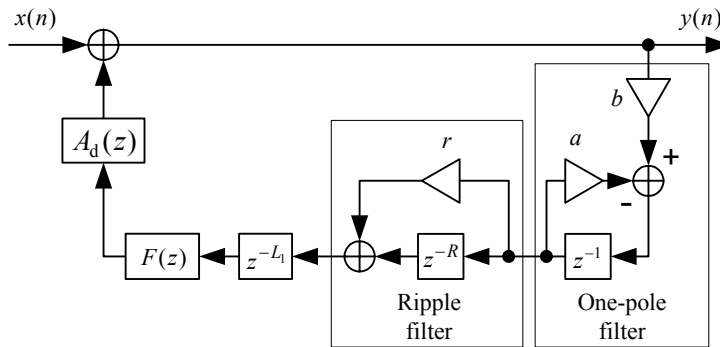 x(n)
y(n)
b
r
a
A_d(z)
+
-
F(z)
z^{-L_1}
z^{-R}
z^{-1}
Ripple
filter
One-pole
filter